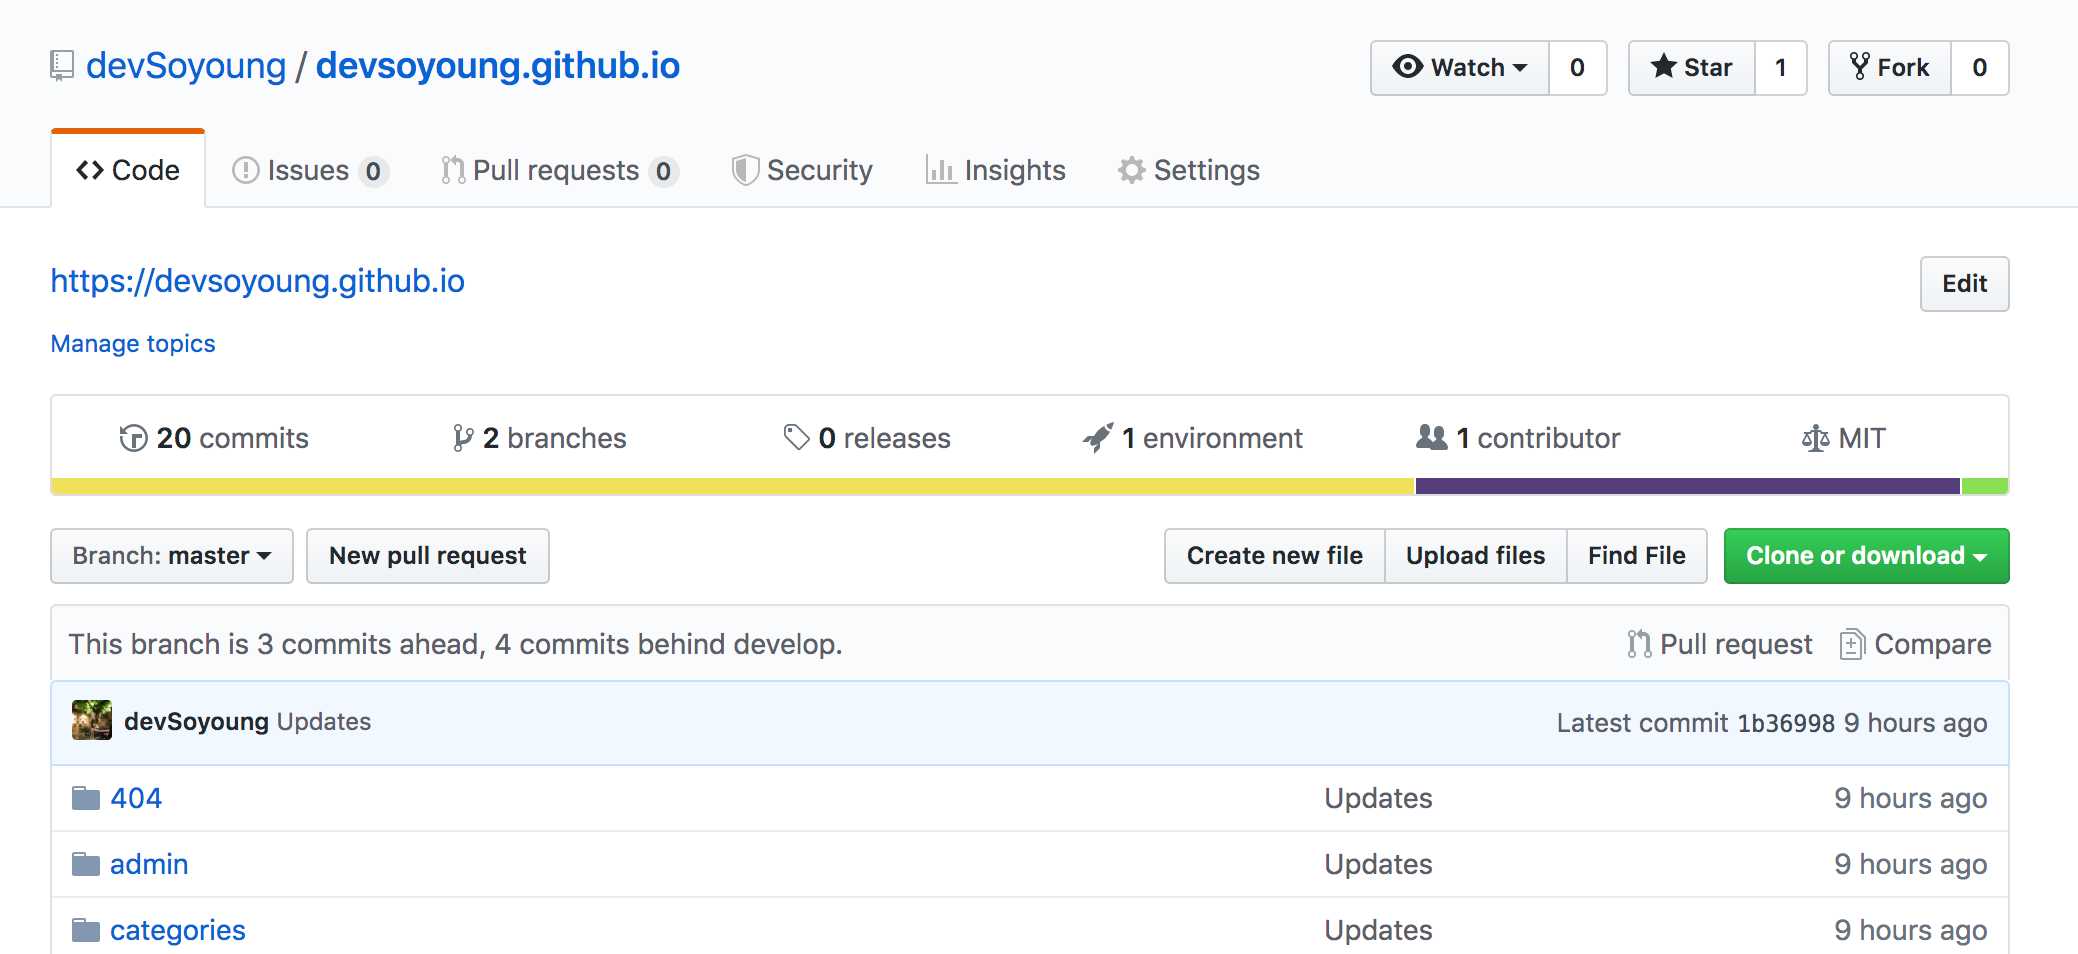 devSoyoung / devsoyoung.github.io Watch 0 Star 1 Fork 0
Code Issues 0 Pull requests 0 Security Insights Settings
https://devsoyoung.github.io Edit
Manage topics
20 commits 2 branches 0 releases 1 environment 1 contributor MIT
Branch: master New pull request Create new file Upload files Find File Clone or download
This branch is 3 commits ahead, 4 commits behind develop. Pull request Compare
devSoyoung Updates Latest commit 1b36998 9 hours ago
404 Updates 9 hours ago
admin Updates 9 hours ago
categories Updates 9 hours ago